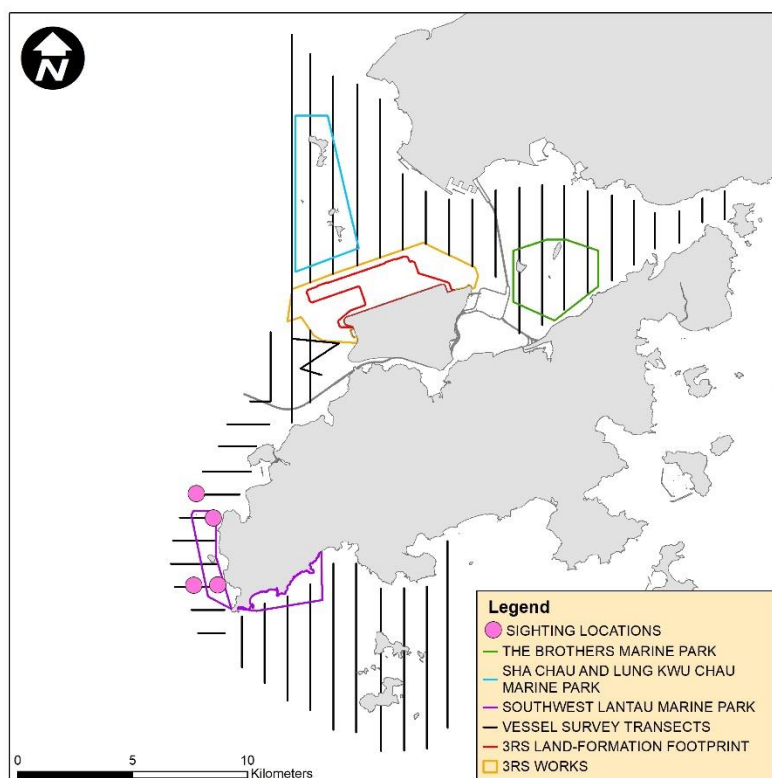 N
Legend
SIGHTING LOCATIONS
THE BROTHERS MARINE PARK
SHA CHAU AND LUNG KWU CHAU
MARINE PARK
SOUTHWEST LANTAU MARINE PARK
VESSEL SURVEY TRANSECTS
3RS LAND-FORMATION FOOTPRINT
3RS WORKS
0 5 10
Kilometers